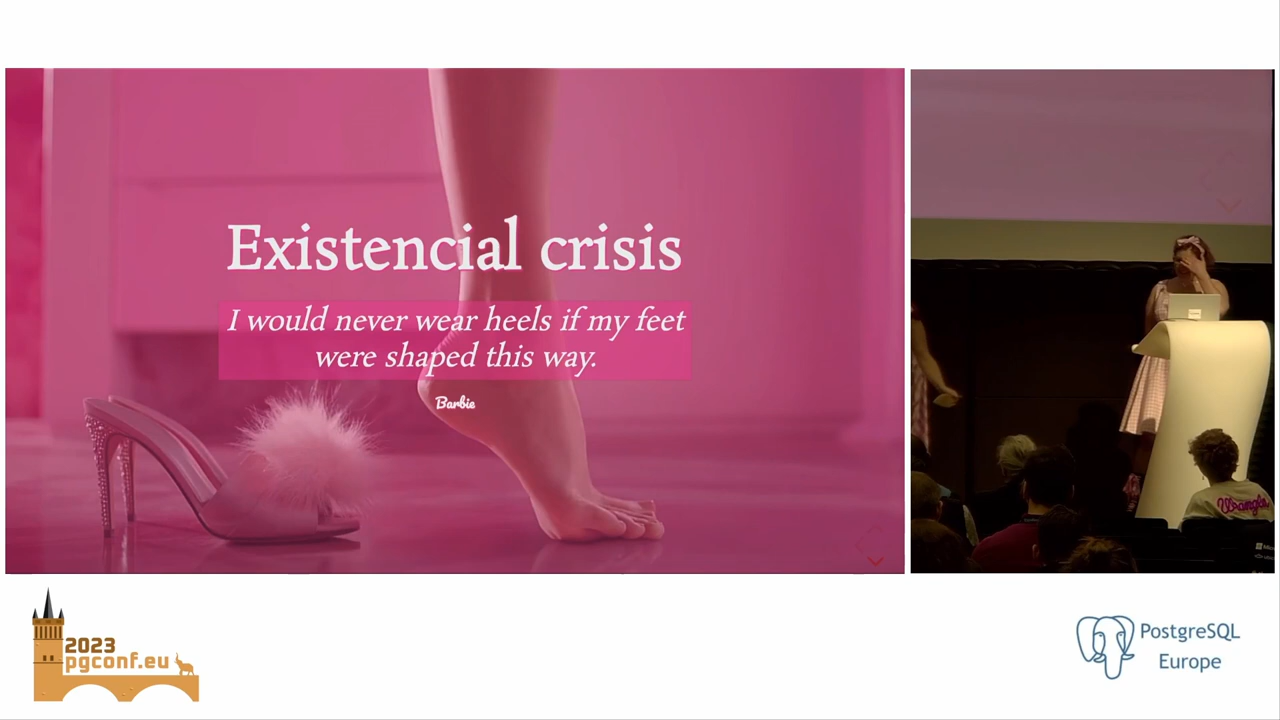 Existencial crisis
I would never wear heels if my feet
were shaped this way.
Barbie
Wrangler
2023
pgconf.eu
PostgreSQL
Europe